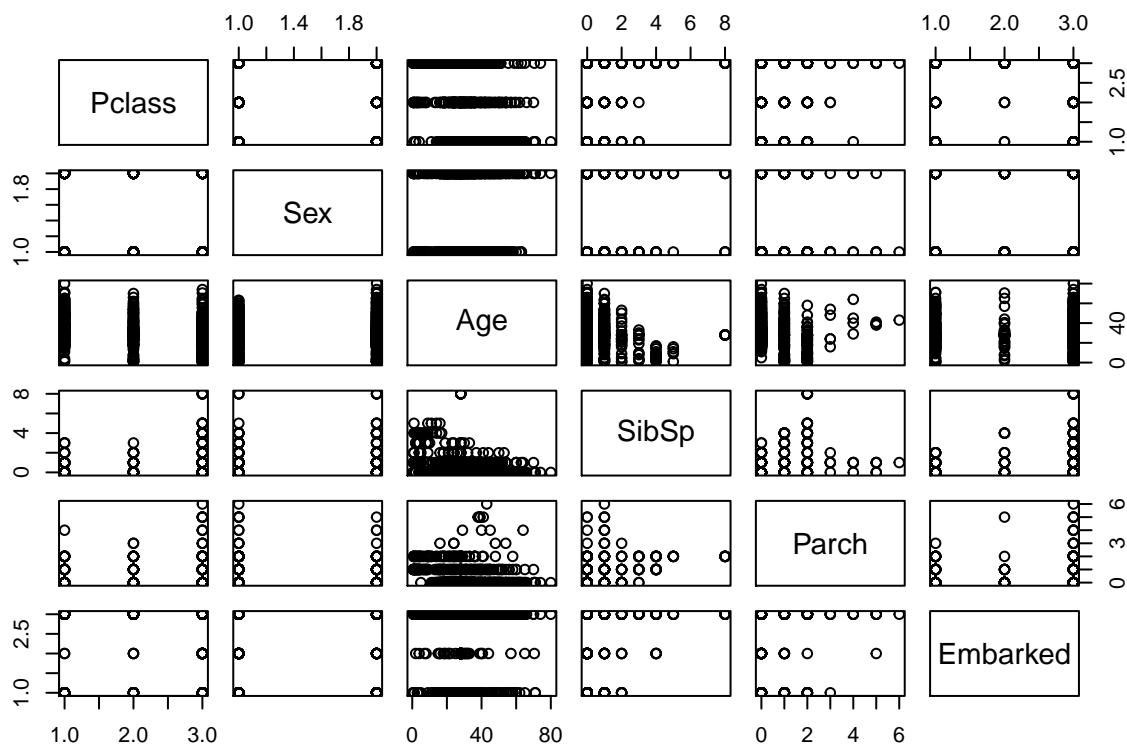 1.0 1.4 1.8 0 2 4 6 8 1.0 2.0 3.0
Pclass 1.0 2.5
1.0 1.8 Sex
Age 0 40
0 4 8 SibSp
Parch 0 3 6
1.0 2.5 Embarked
1.0 2.0 3.0 0 40 80 0 2 4 6